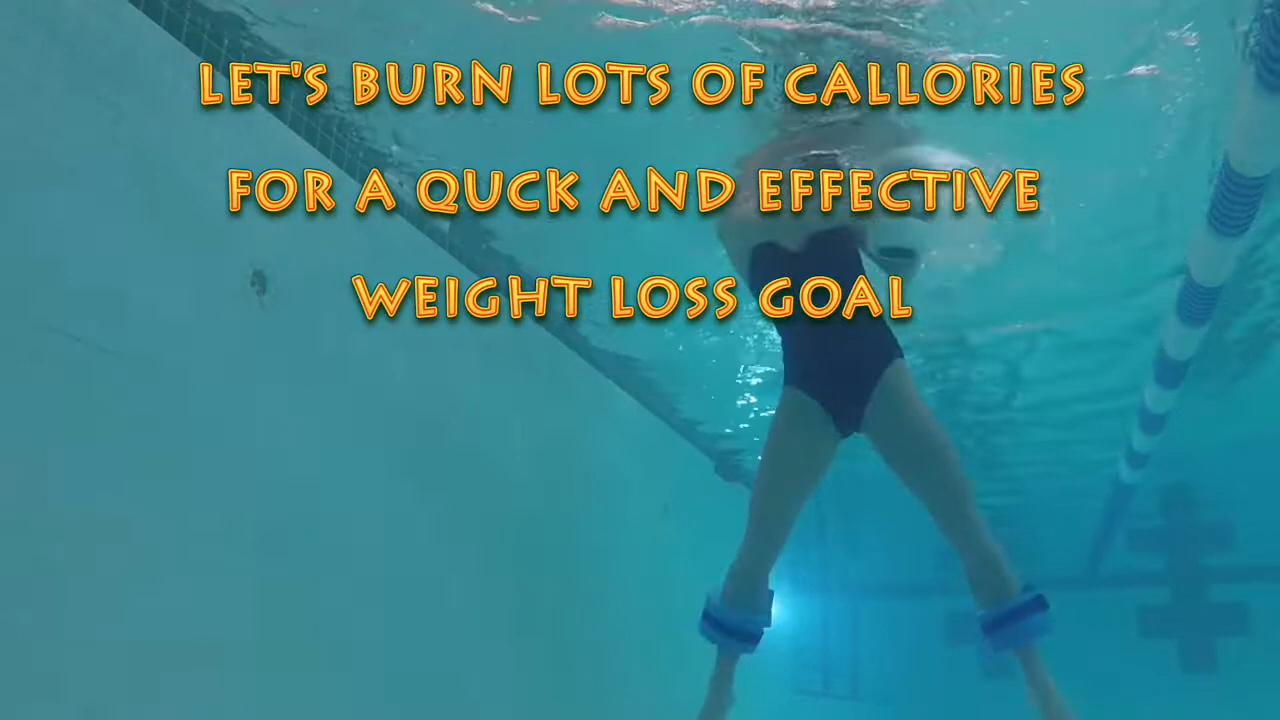 LET'S BURN LOTS OF CALLORIES
FOR A QUCK AND EFFECTIVE
WEIGHT LOSS GOAL